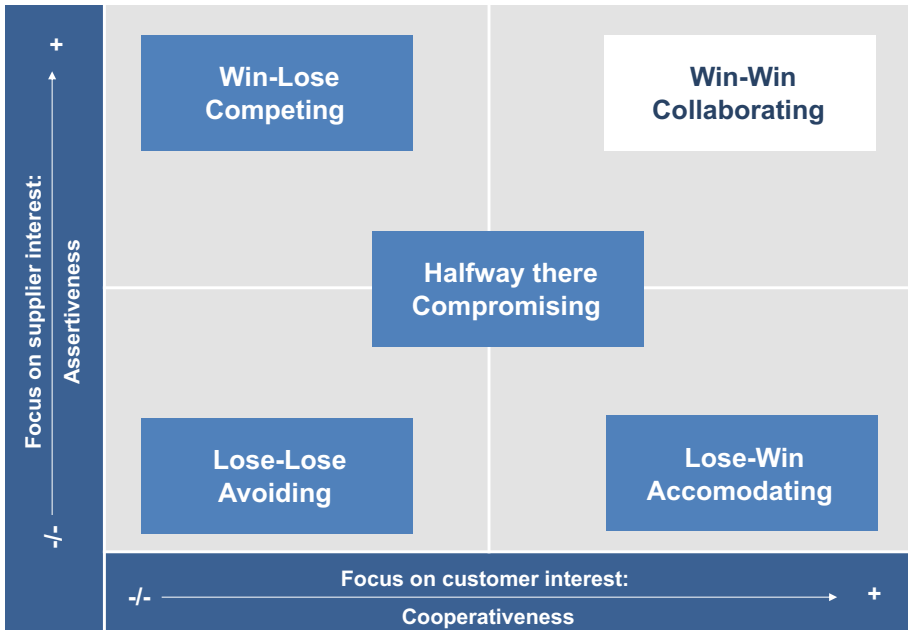 +
Focus on supplier interest:
Assertiveness
-/-
Win-Lose
Competing
Win-Win
Collaborating
Halfway there
Compromising
Lose-Lose
Avoiding
Lose-Win
Accomodating
-/-
Focus on customer interest:
Cooperativeness
+